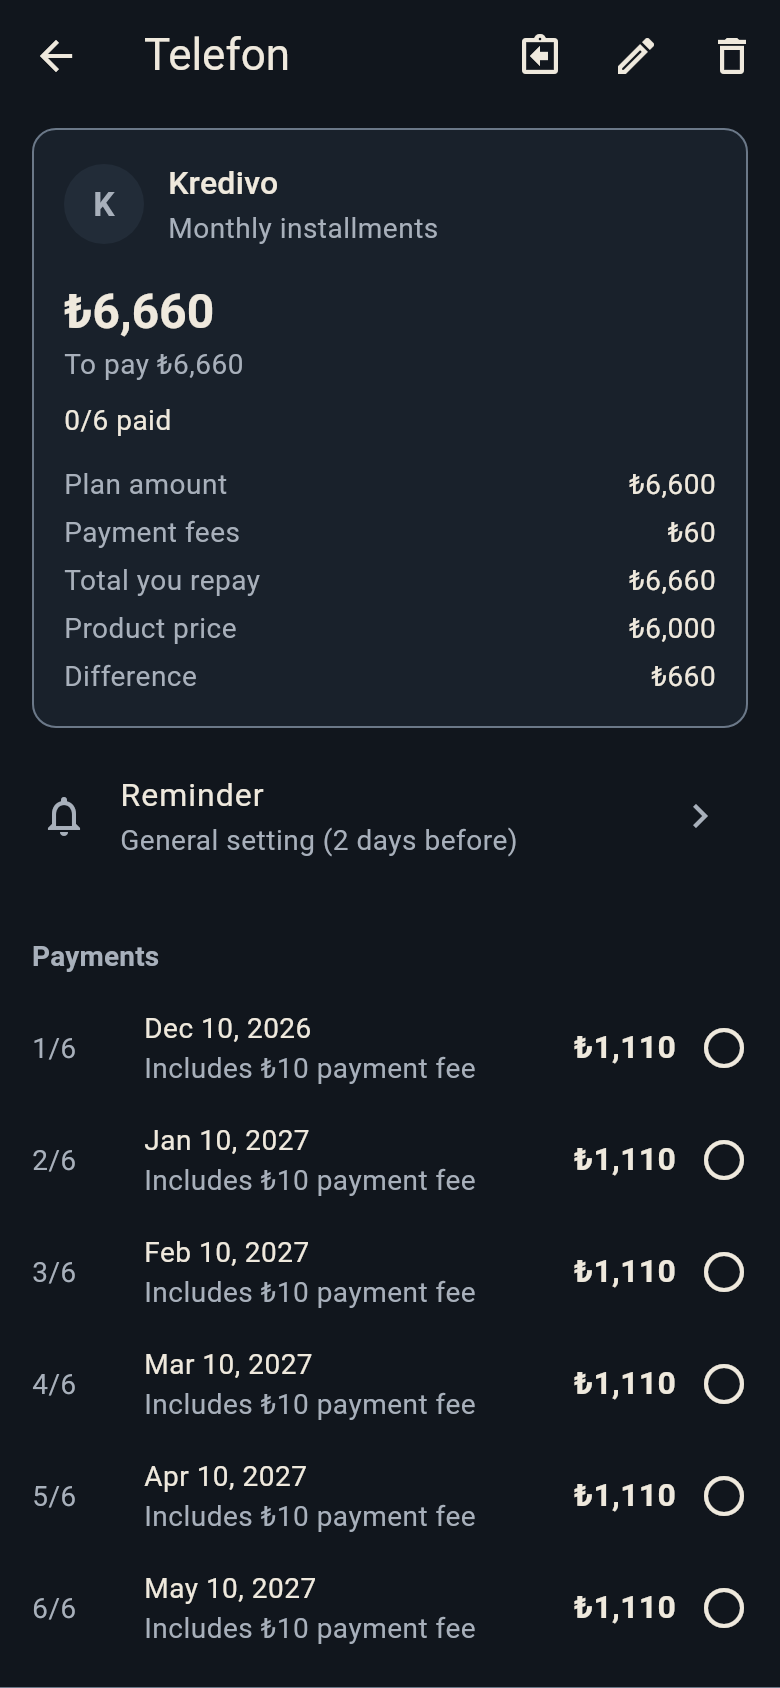 Telefon
K
Kredivo
Monthly installments
₺6,660
To pay ₺6,660
0/6 paid
Plan amount ₺6,600
Payment fees ₺60
Total you repay ₺6,660
Product price ₺6,000
Difference ₺660
Reminder
General setting (2 days before)
Payments
1/6 Dec 10, 2026 ₺1,110
Includes ₺10 payment fee
2/6 Jan 10, 2027 ₺1,110
Includes ₺10 payment fee
3/6 Feb 10, 2027 ₺1,110
Includes ₺10 payment fee
4/6 Mar 10, 2027 ₺1,110
Includes ₺10 payment fee
5/6 Apr 10, 2027 ₺1,110
Includes ₺10 payment fee
6/6 May 10, 2027 ₺1,110
Includes ₺10 payment fee